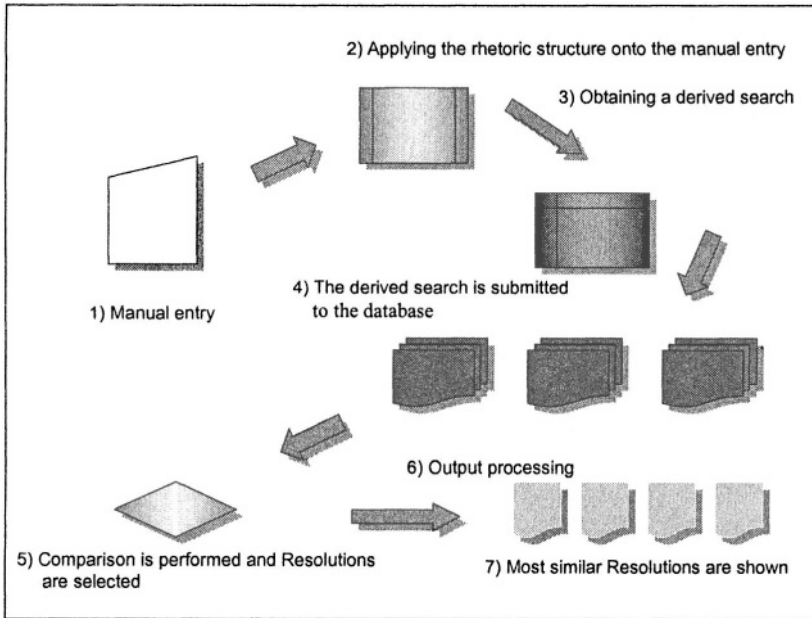 2) Applying the rhetoric structure onto the manual entry
3) Obtaining a derived search
1) Manual entry
4) The derived search is submitted
to the database
6) Output processing
5) Comparison is performed and Resolutions
are selected
7) Most similar Resolutions are shown